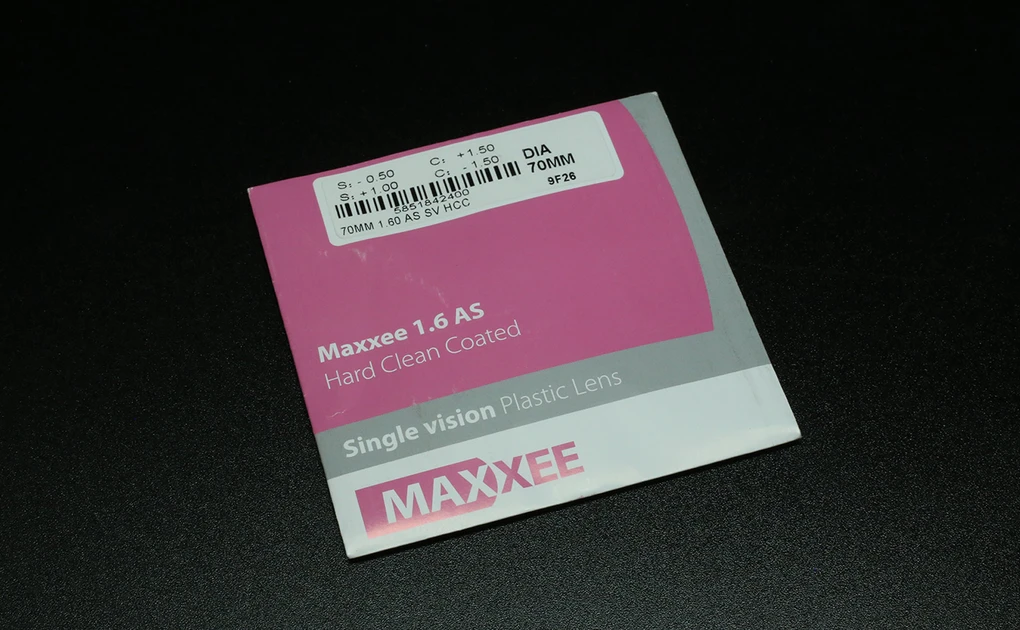 S: - 0.50 C: +1.50
S: +1.00 C: - 1.50
DIA
70MM
5851842400
9F26
70MM 1.60 AS SV HCC
Maxxee 1.6 AS
Hard Clean Coated
Single vision Plastic Lens
MAXXEE